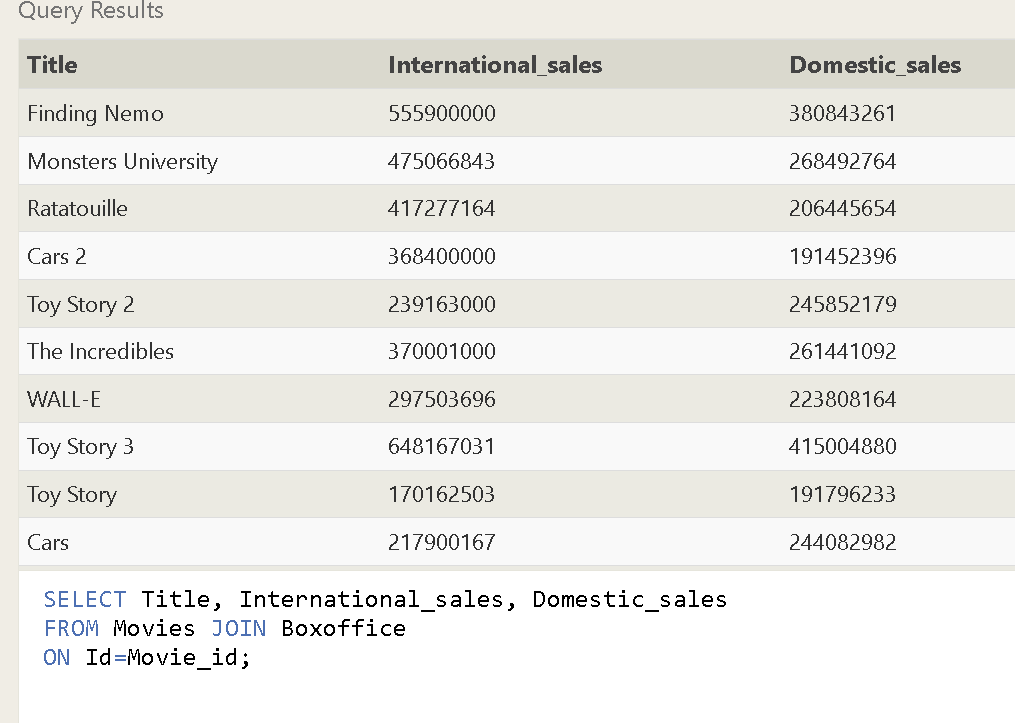 Query Results
Title International_sales Domestic_sales
Finding Nemo 555900000 380843261
Monsters University 475066843 268492764
Ratatouille 417277164 206445654
Cars 2 368400000 191452396
Toy Story 2 239163000 245852179
The Incredibles 370001000 261441092
WALL-E 297503696 223808164
Toy Story 3 648167031 415004880
Toy Story 170162503 191796233
Cars 217900167 244082982
SELECT Title, International_sales, Domestic_sales
FROM Movies JOIN Boxoffice
ON Id=Movie_id;